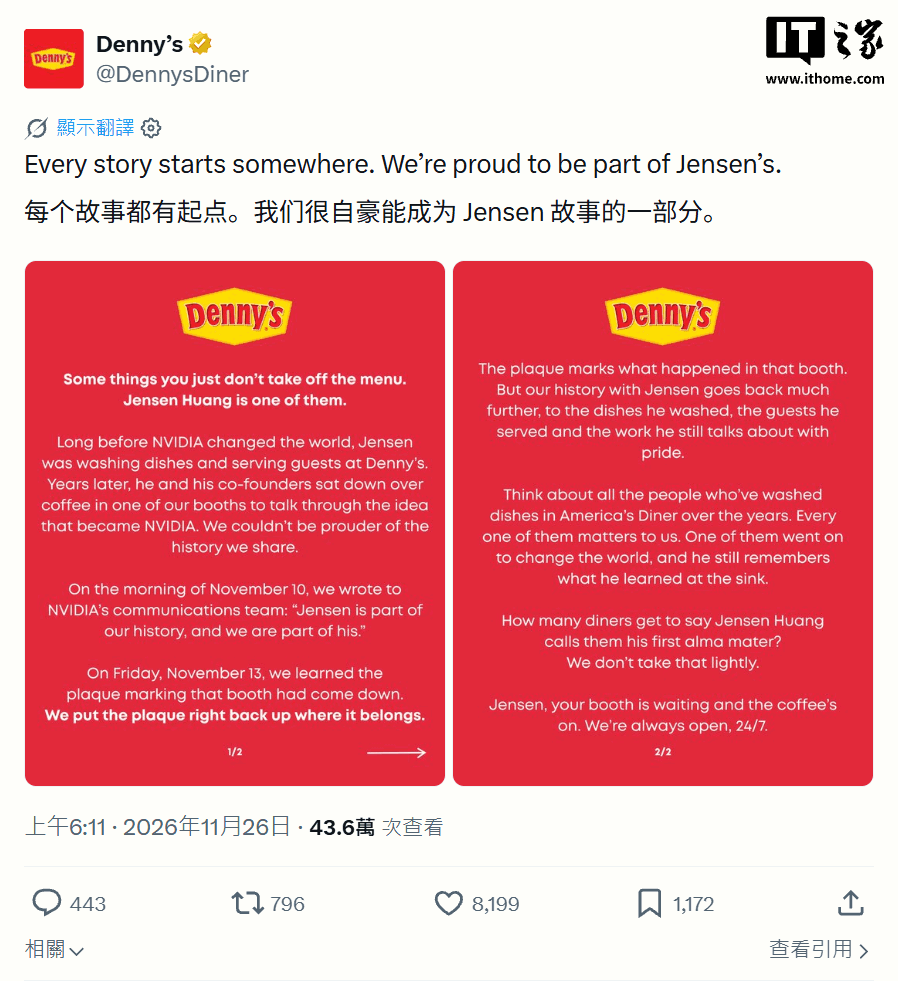 Denny's
@DennysDiner
IT之家
www.ithome.com
Denny's
顯示翻譯
Every story starts somewhere. We're proud to be part of Jensen's.
每个故事都有起点。我们很自豪能成为 Jensen 故事的一部分。
Denny's
Some things you just don't take off the menu.
Jensen Huang is one of them.
Long before NVIDIA changed the world, Jensen
was washing dishes and serving guests at Denny's.
Years later, he and his co-founders sat down over
coffee in one of our booths to talk through the idea
that became NVIDIA. We couldn't be prouder of the
history we share.
On the morning of November 10, we wrote to
NVIDIA's communications team: "Jensen is part of
our history, and we are part of his."
On Friday, November 13, we learned the
plaque marking that booth had come down.
We put the plaque right back up where it belongs.
1/2
Denny's
The plaque marks what happened in that booth.
But our history with Jensen goes back much
further, to the dishes he washed, the guests he
served and the work he still talks about with
pride.
Think about all the people who've washed
dishes in America's Diner over the years. Every
one of them matters to us. One of them went on
to change the world, and he still remembers
what he learned at the sink.
How many diners get to say Jensen Huang
calls them his first alma mater?
We don't take that lightly.
Jensen, your booth is waiting and the coffee's
on. We're always open, 24/7.
2/2
上午6:11 · 2026年11月26日 · 43.6萬 次查看
443
796
8,199
1,172
相關
查看引用